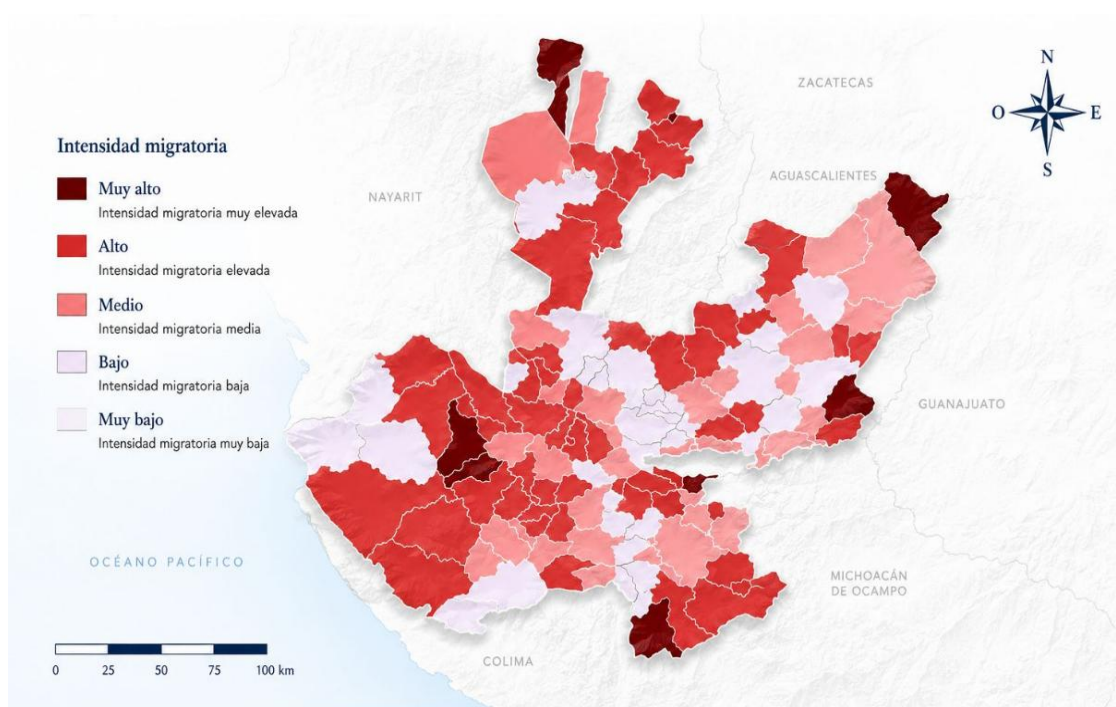 N
O
E
S
ZACATECAS
AGUASCALIENTES
NAYARIT
Intensidad migratoria
Muy alto
Intensidad migratoria muy elevada
Alto
Intensidad migratoria elevada
Medio
Intensidad migratoria media
Bajo
Intensidad migratoria baja
Muy bajo
Intensidad migratoria muy baja
GUANAJUATO
OCÉANO PACÍFICO
MICHOACÁN
DE OCAMPO
COLIMA
0 25 50 75 100 km